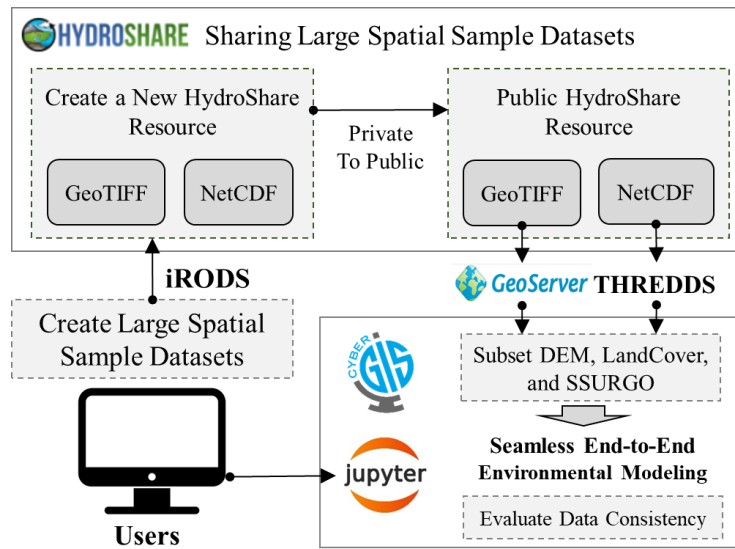 HYDROSHARE Sharing Large Spatial Sample Datasets
Create a New HydroShare
Resource
GeoTIFF
NetCDF
Private
To Public
Public HydroShare
Resource
GeoTIFF
NetCDF
iRODS
GeoServer
THREDDS
Create Large Spatial
Sample Datasets
CYBER
GIS
Subset DEM, LandCover,
and SSURGO
jupyter
Seamless End-to-End
Environmental Modeling
Evaluate Data Consistency
Users